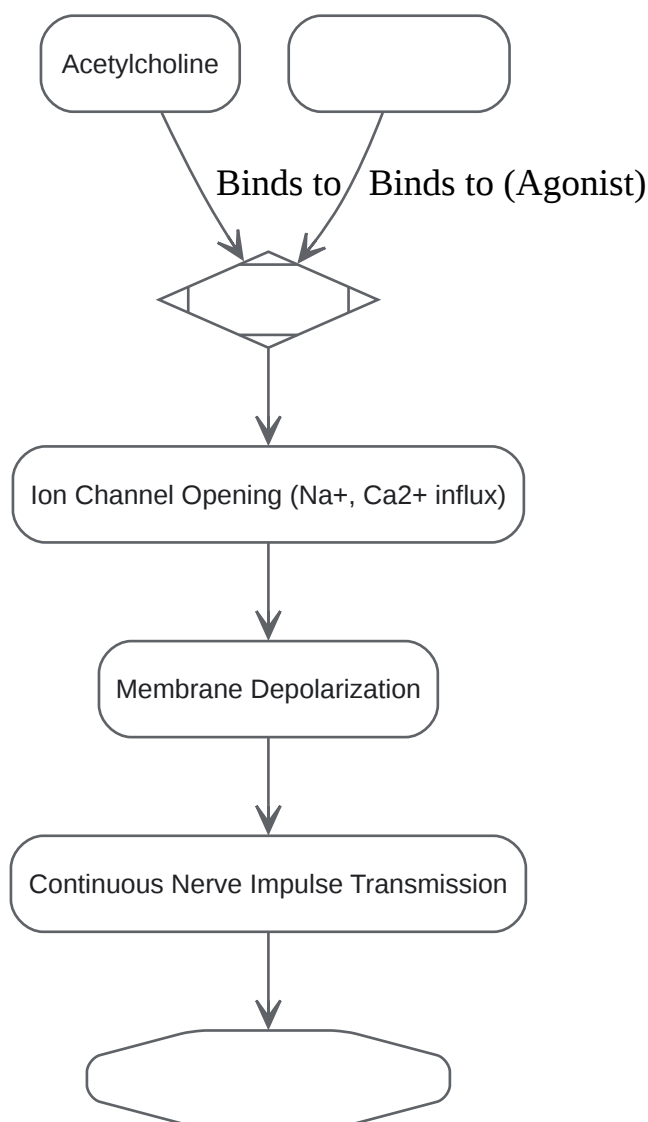 Acetylcholine
Binds to
Binds to (Agonist)
Ion Channel Opening (Na+, Ca2+ influx)
Membrane Depolarization
Continuous Nerve Impulse Transmission